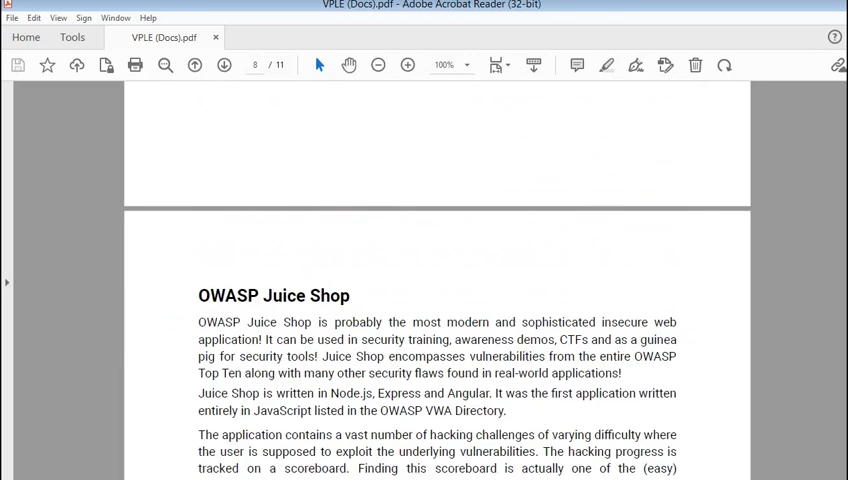 VPLE (Docs).pdf - Adobe Acrobat Reader (32-bit)
File Edit View Sign Window Help
Home Tools VPLE (Docs).pdf ×
8 / 11 100%
OWASP Juice Shop
OWASP Juice Shop is probably the most modern and sophisticated insecure web
application! It can be used in security training, awareness demos, CTFs and as a guinea
pig for security tools! Juice Shop encompasses vulnerabilities from the entire OWASP
Top Ten along with many other security flaws found in real-world applications!
Juice Shop is written in Node.js, Express and Angular. It was the first application written
entirely in JavaScript listed in the OWASP VWA Directory.
The application contains a vast number of hacking challenges of varying difficulty where
the user is supposed to exploit the underlying vulnerabilities. The hacking progress is
tracked on a scoreboard. Finding this scoreboard is actually one of the (easy)